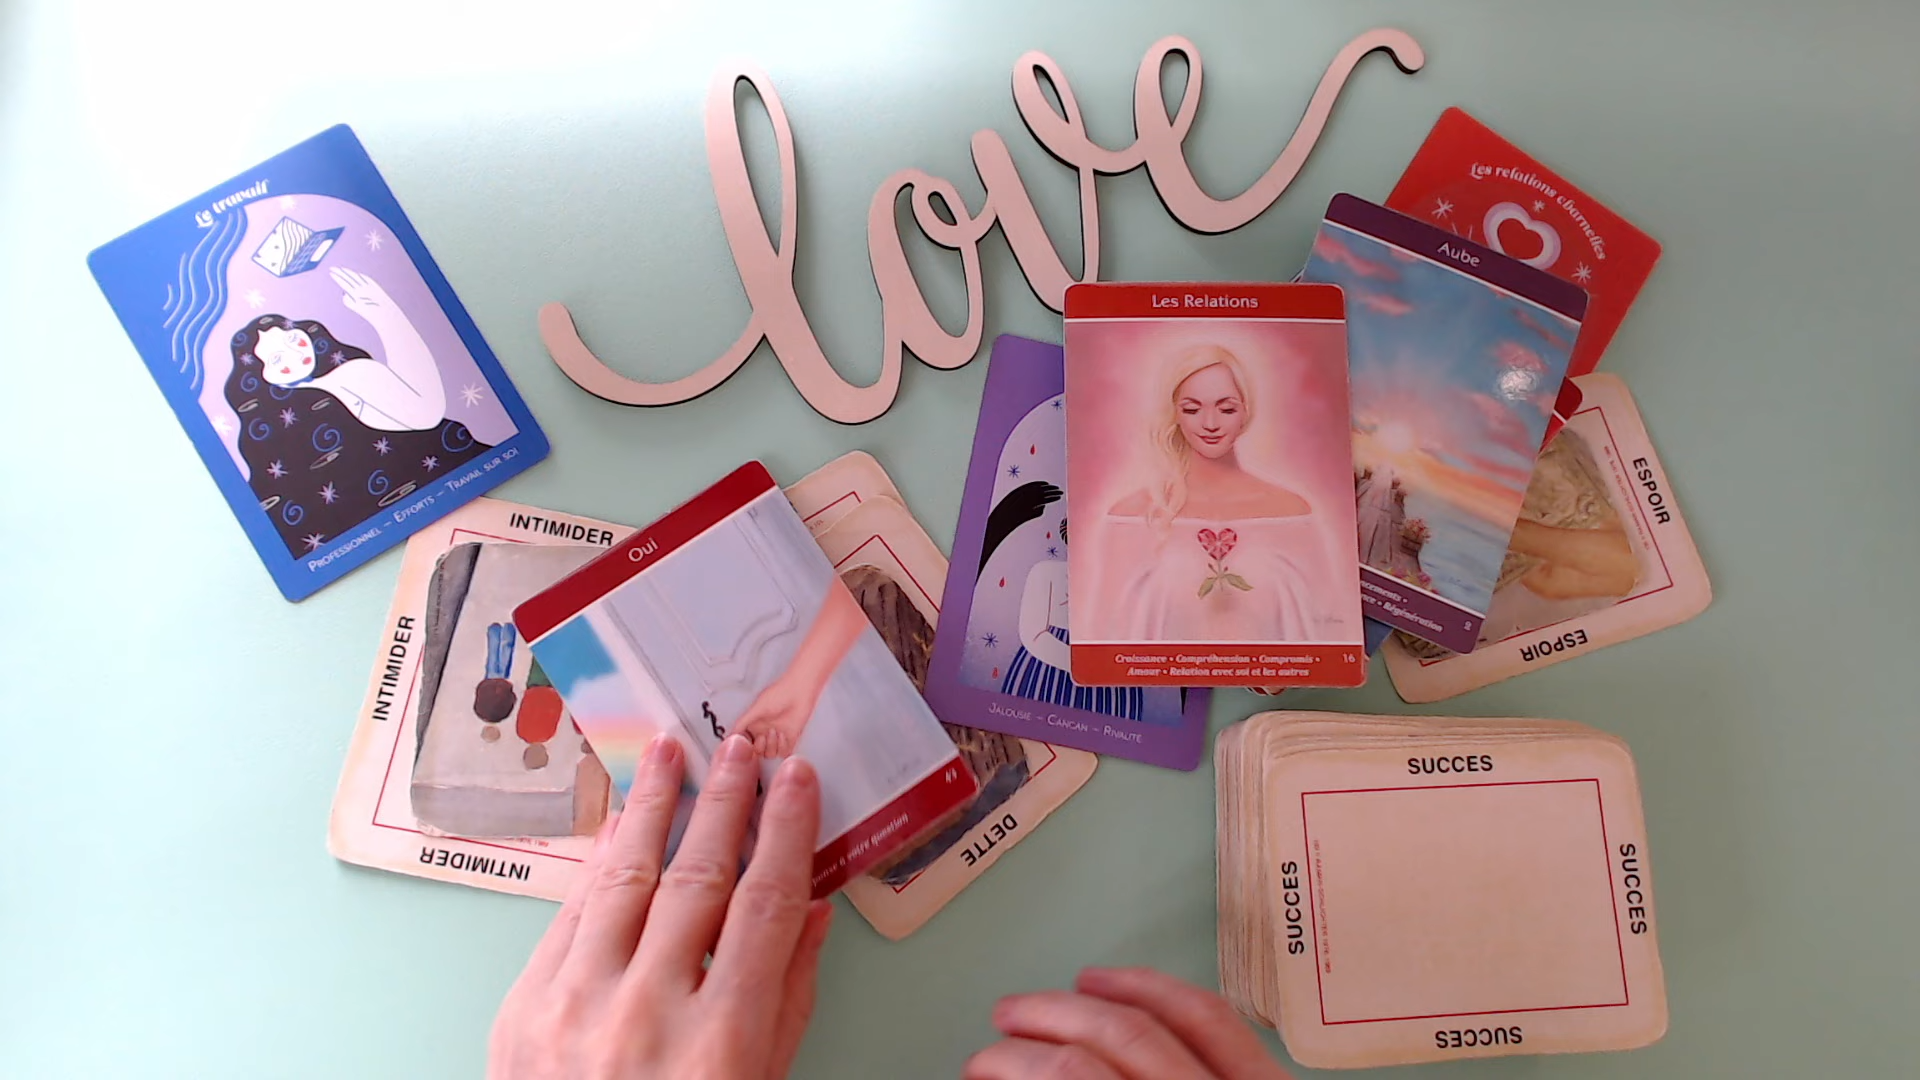 love
Le travail
PROFESSIONNEL – EFFORTS – TRAVAIL SUR SOI
Les relations charnelles
Aube
2
Les Relations
Croissance • Compréhension • Compromis •
Amour • Relation avec soi et les autres
16
JALOUSIE – CANCAN – RIVALITÉ
ESPOIR
ESPOIR
INTIMIDER
INTIMIDER
INTIMIDER
Oui
votre question
DETTE
SUCCES
SUCCES
SUCCES
SUCCES